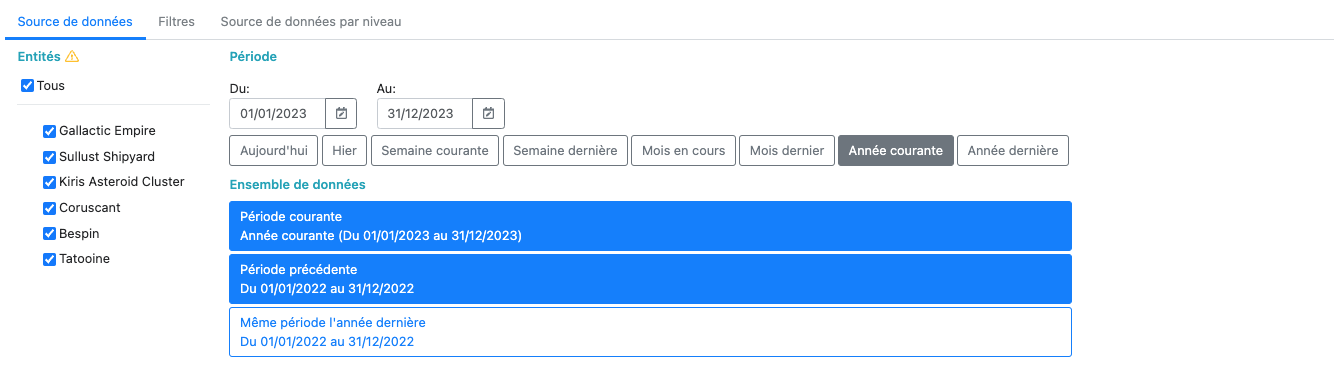 Source de données
Filtres
Source de données par niveau
Entités
Tous
Gallactic Empire
Sullust Shipyard
Kiris Asteroid Cluster
Coruscant
Bespin
Tatooine
Période
Du:
Au:
01/01/2023
31/12/2023
Aujourd'hui
Hier
Semaine courante
Semaine dernière
Mois en cours
Mois dernier
Année courante
Année dernière
Ensemble de données
Période courante
Année courante (Du 01/01/2023 au 31/12/2023)
Période précédente
Du 01/01/2022 au 31/12/2022
Même période l'année dernière
Du 01/01/2022 au 31/12/2022